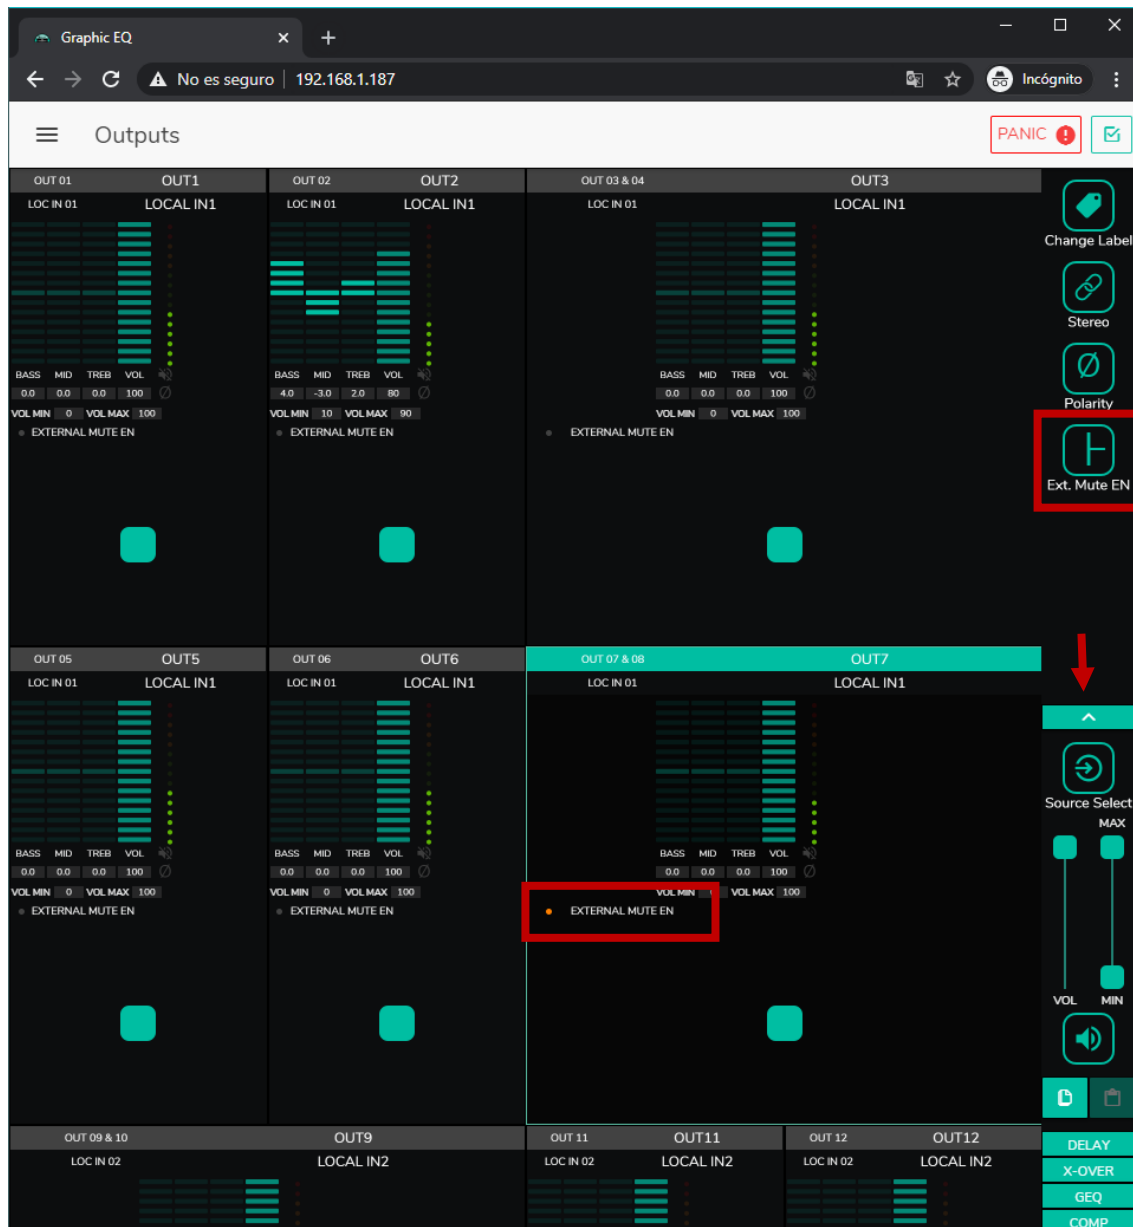 Graphic EQ
No es seguro | 192.168.1.187
Incógnito
Outputs
PANIC
OUT 01 OUT1
OUT 02 OUT2
OUT 03 & 04 OUT3
LOC IN 01 LOCAL IN1
LOC IN 01 LOCAL IN1
LOC IN 01 LOCAL IN1
BASS MID TREB VOL
BASS MID TREB VOL
BASS MID TREB VOL
0.0 0.0 0.0 100
4.0 -3.0 2.0 80
0.0 0.0 0.0 100
VOL MIN 0 VOL MAX 100
VOL MIN 10 VOL MAX 90
VOL MIN 0 VOL MAX 100
EXTERNAL MUTE EN
EXTERNAL MUTE EN
EXTERNAL MUTE EN
Change Label
Stereo
Polarity
Ext. Mute EN
OUT 05 OUT5
OUT 06 OUT6
OUT 07 & 08 OUT7
LOC IN 01 LOCAL IN1
LOC IN 01 LOCAL IN1
LOC IN 01 LOCAL IN1
BASS MID TREB VOL
BASS MID TREB VOL
BASS MID TREB VOL
0.0 0.0 0.0 100
0.0 0.0 0.0 100
0.0 0.0 0.0 100
VOL MIN 0 VOL MAX 100
VOL MIN 0 VOL MAX 100
VOL MIN VOL MAX 100
EXTERNAL MUTE EN
EXTERNAL MUTE EN
EXTERNAL MUTE EN
Source Select
MAX
VOL MIN
OUT 09 & 10 OUT9
OUT 11 OUT11
OUT 12 OUT12
LOC IN 02 LOCAL IN2
LOC IN 02 LOCAL IN2
LOC IN 02 LOCAL IN2
DELAY
X-OVER
GEQ
COMP